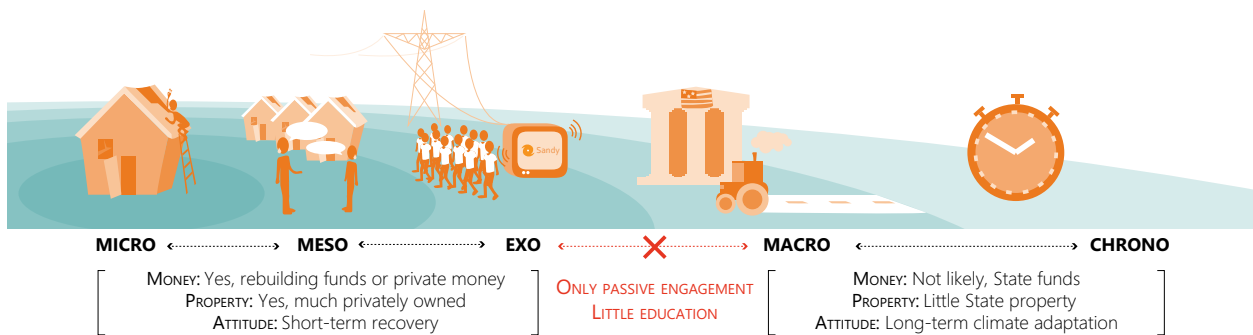 Sandy
MICRO
MESO
EXO
MACRO
CHRONO
MONEY: Yes, rebuilding funds or private money
PROPERTY: Yes, much privately owned
ATTITUDE: Short-term recovery
ONLY PASSIVE ENGAGEMENT
LITTLE EDUCATION
MONEY: Not likely, State funds
PROPERTY: Little State property
ATTITUDE: Long-term climate adaptation